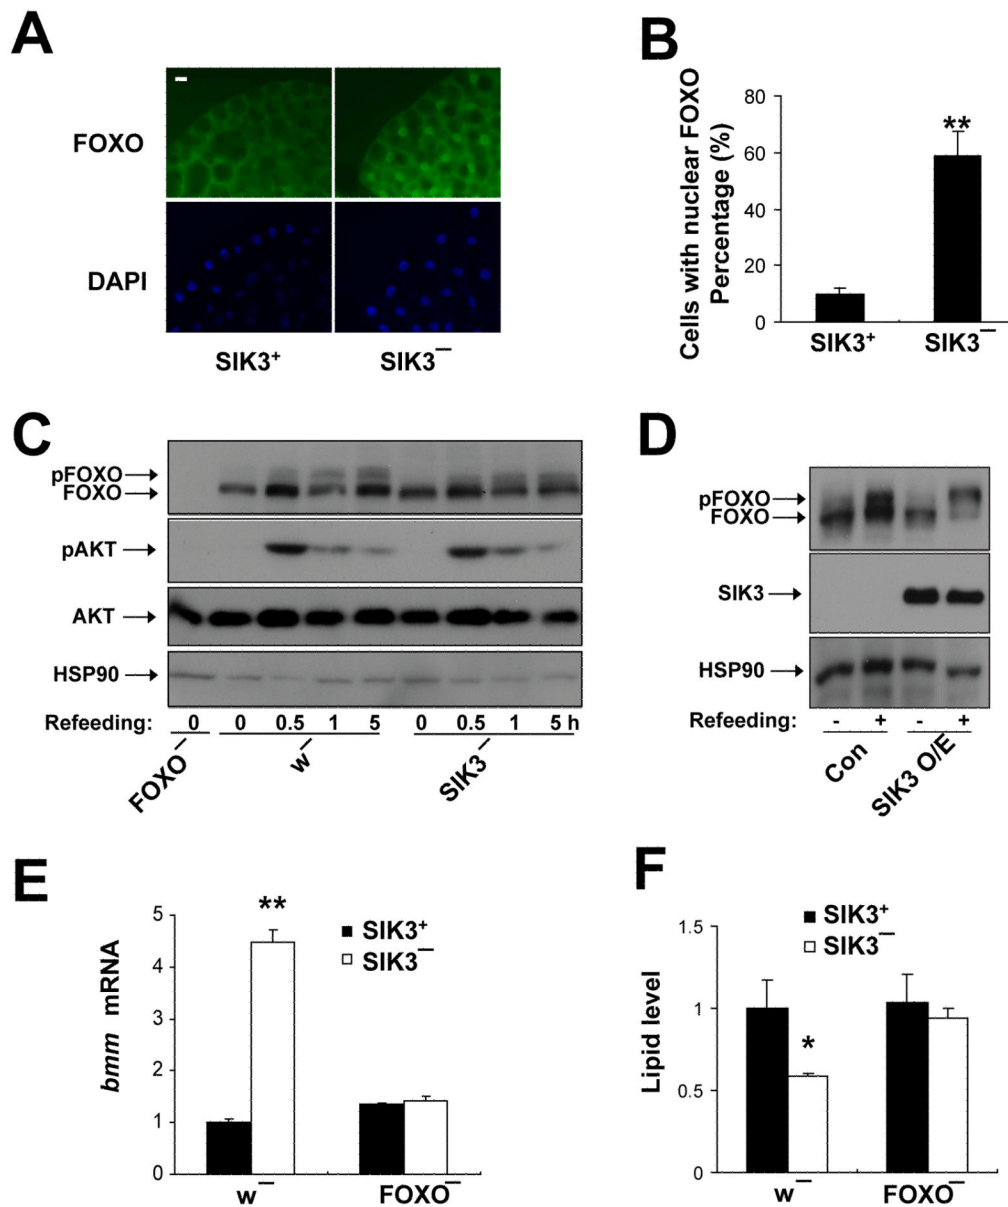 A
FOXO
DAPI
SIK3⁺
SIK3⁻
B
Cells with nuclear FOXO
Percentage (%)
80
60
40
20
0
**
SIK3⁺
SIK3⁻
C
pFOXO
FOXO
pAKT
AKT
HSP90
Refeeding: 0 0 0.5 1 5 0 0.5 1 5 h
FOXO⁻
w⁻
SIK3⁻
D
pFOXO
FOXO
SIK3
HSP90
Refeeding: - + - +
Con
SIK3 O/E
E
bmm mRNA
5
4
3
2
1
0
**
SIK3⁺
SIK3⁻
w⁻
FOXO⁻
F
Lipid level
1.5
1
0.5
0
*
SIK3⁺
SIK3⁻
w⁻
FOXO⁻